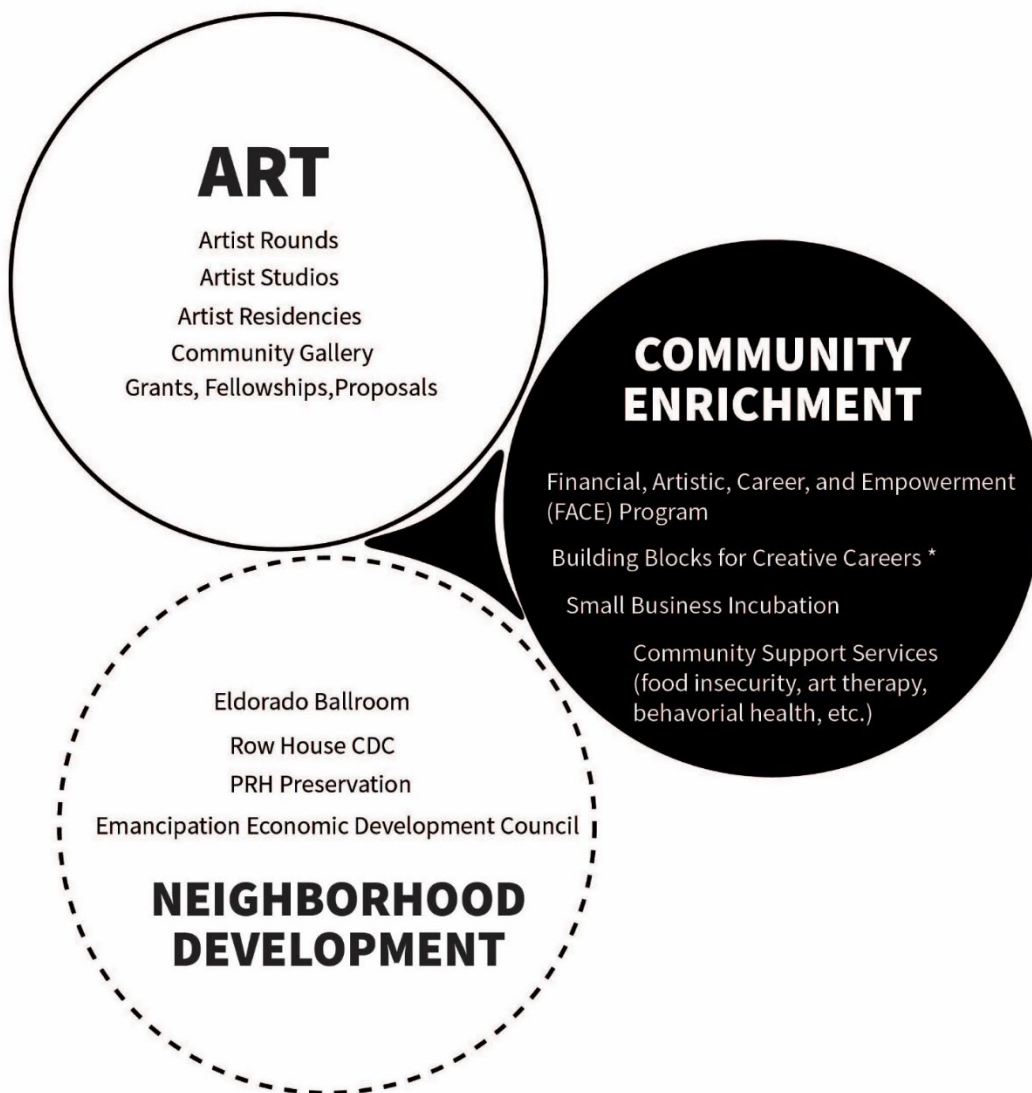 ART
Artist Rounds
Artist Studios
Artist Residencies
Community Gallery
Grants, Fellowships,Proposals
COMMUNITY
ENRICHMENT
Financial, Artistic, Career, and Empowerment
(FACE) Program
Building Blocks for Creative Careers *
Small Business Incubation
Community Support Services
(food insecurity, art therapy,
behavorial health, etc.)
Eldorado Ballroom
Row House CDC
PRH Preservation
Emancipation Economic Development Council
NEIGHBORHOOD
DEVELOPMENT